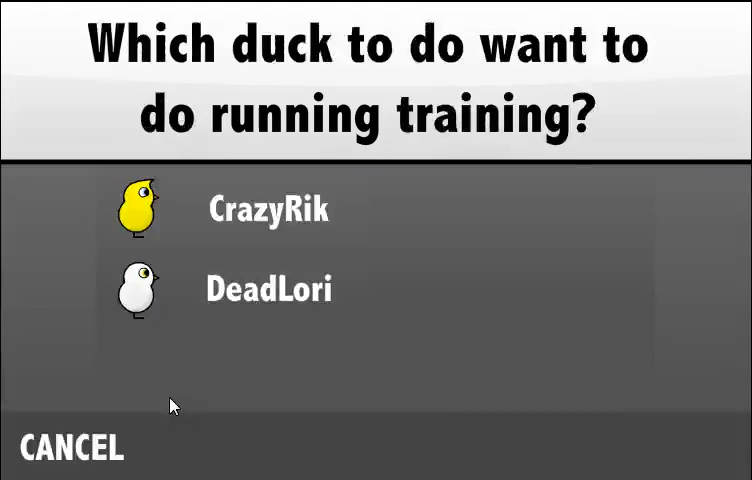 Which duck to do want to
do running training?
CrazyRik
DeadLori
CANCEL